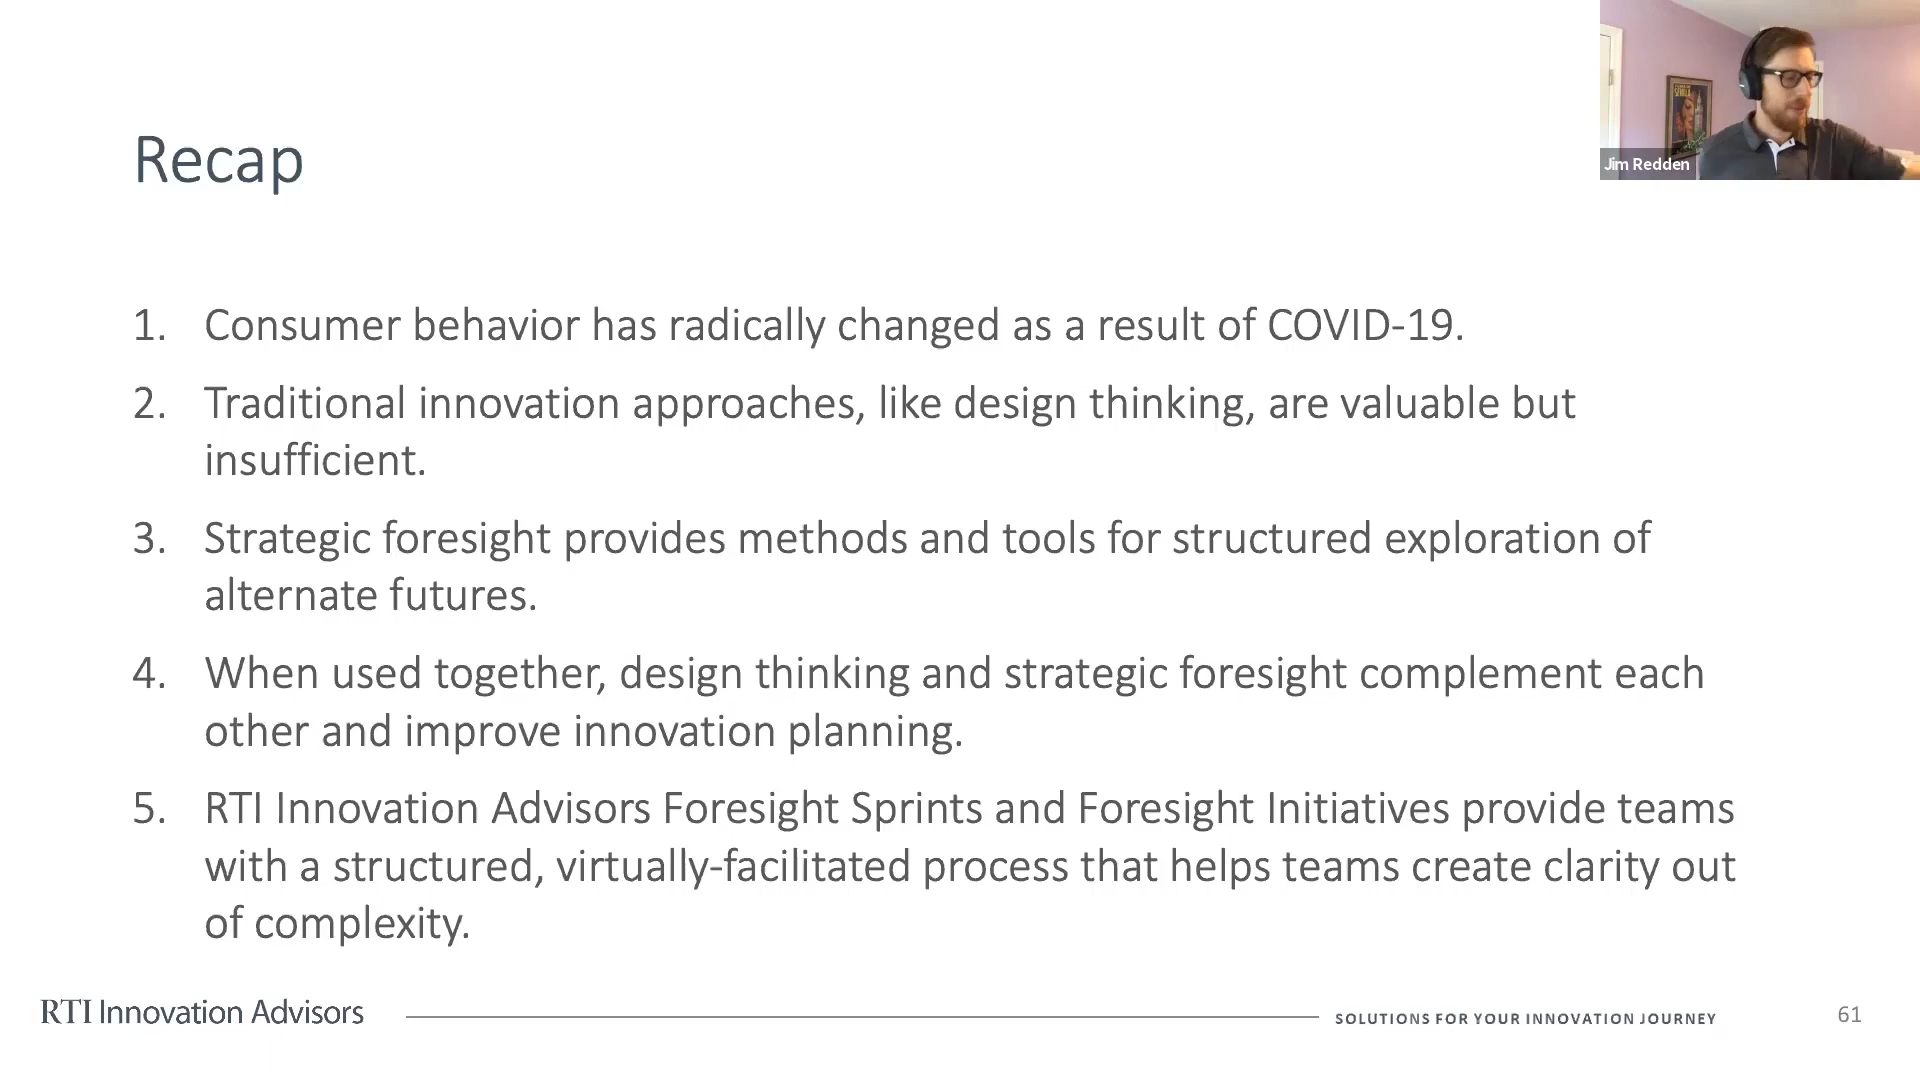 Recap
Jim Redden
1. Consumer behavior has radically changed as a result of COVID-19.
2. Traditional innovation approaches, like design thinking, are valuable but
insufficient.
3. Strategic foresight provides methods and tools for structured exploration of
alternate futures.
4. When used together, design thinking and strategic foresight complement each
other and improve innovation planning.
5. RTI Innovation Advisors Foresight Sprints and Foresight Initiatives provide teams
with a structured, virtually-facilitated process that helps teams create clarity out
of complexity.
RTI Innovation Advisors
SOLUTIONS FOR YOUR INNOVATION JOURNEY
61